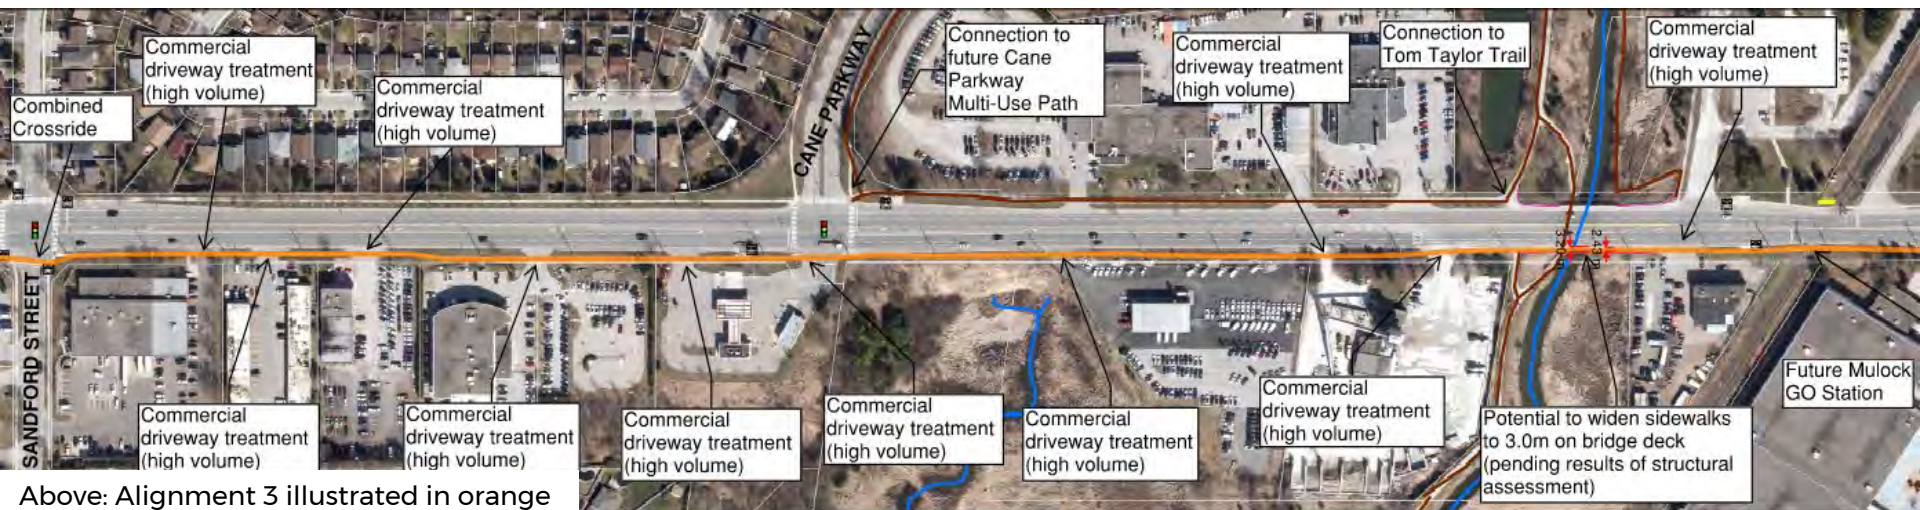 Combined
Crossride
Commercial
driveway treatment
(high volume)
Commercial
driveway treatment
(high volume)
CANE PARKWAY
Connection to
future Cane
Parkway
Multi-Use Path
Commercial
driveway treatment
(high volume)
Connection to
Tom Taylor Trail
Commercial
driveway treatment
(high volume)
SANDFORD STREET
Commercial
driveway treatment
(high volume)
Commercial
driveway treatment
(high volume)
Commercial
driveway treatment
(high volume)
Commercial
driveway treatment
(high volume)
Commercial
driveway treatment
(high volume)
Commercial
driveway treatment
(high volume)
Potential to widen sidewalks
to 3.0m on bridge deck
(pending results of structural
assessment)
Future Mulock
GO Station
Above: Alignment 3 illustrated in orange